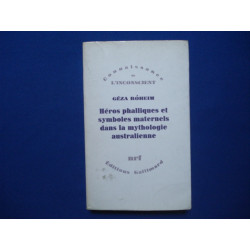 Connaissance
de
L'INCONSCIENT
GÉZA RÓHEIM
Héros phalliques et
symboles maternels
dans la mythologie
australienne
nrf
Éditions Gallimard